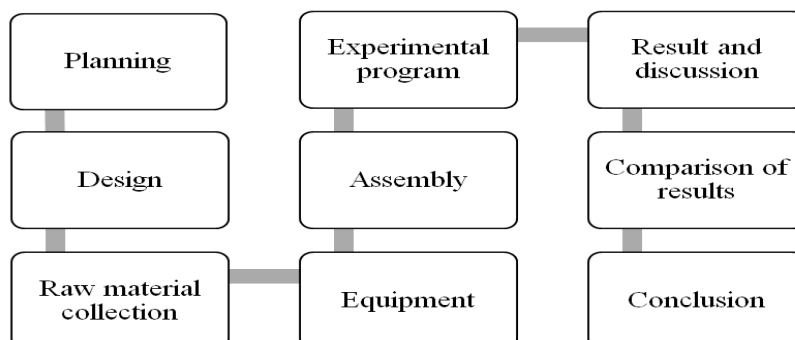 Planning
Design
Raw material
collection
Equipment
Assembly
Experimental
program
Result and
discussion
Comparison of
results
Conclusion